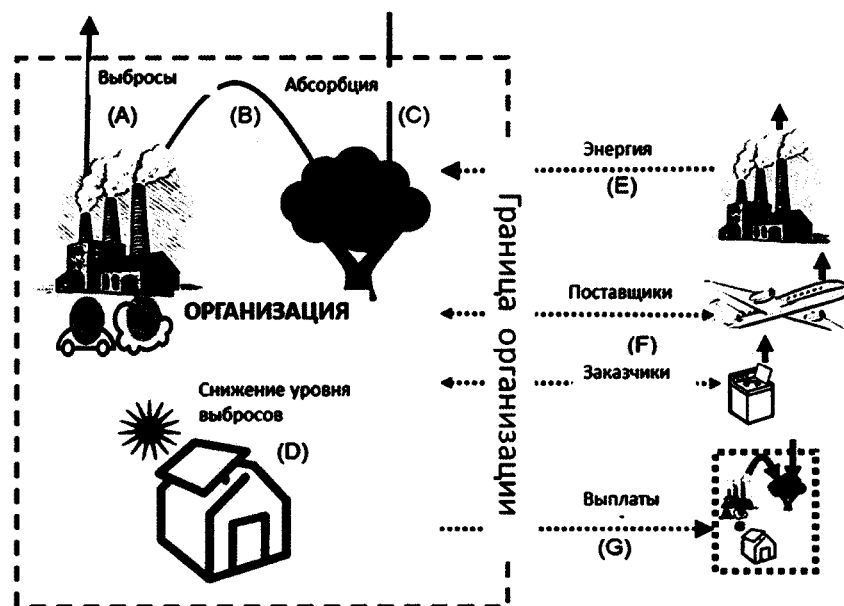 Выбросы
(A)
(B)
Абсорбция
(C)
ОРГАНИЗАЦИЯ
Снижение уровня
выбросов
(D)
Граница организации
Энергия
(E)
Поставщики
(F)
Заказчики
Выплаты
(G)